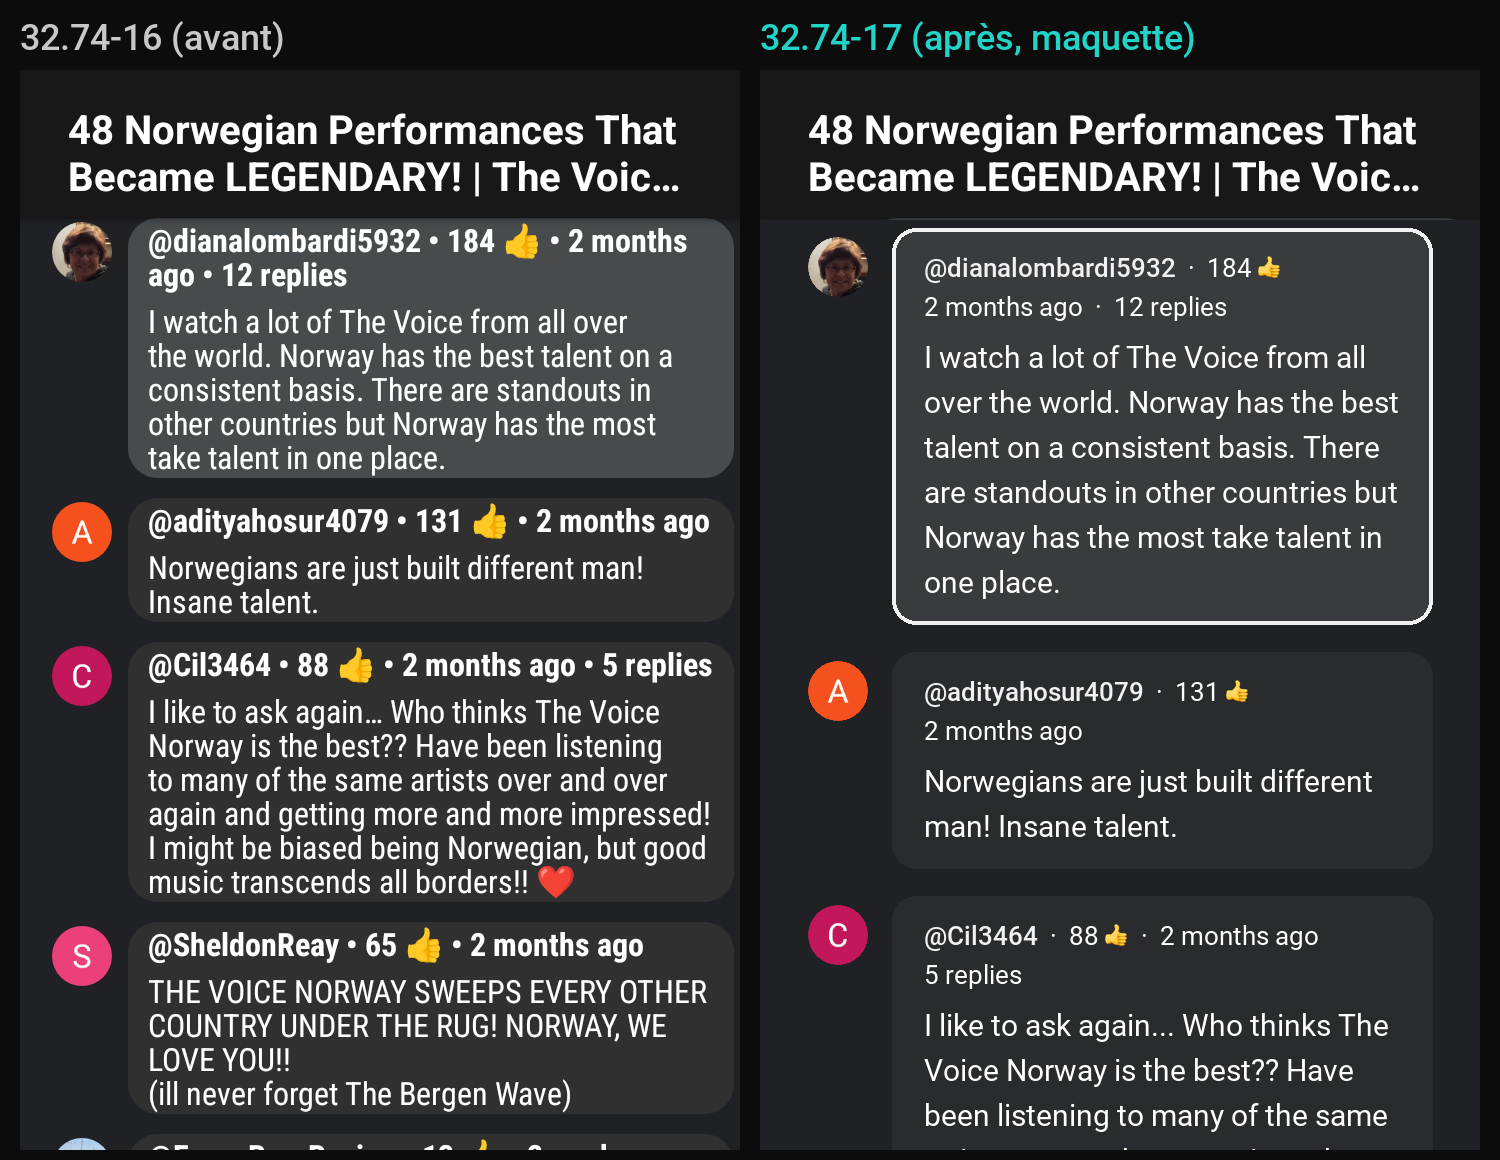 32.74-16 (avant)
48 Norwegian Performances That
Became LEGENDARY! | The Voic...
@dianalombardi5932 • 184 👍 • 2 months
ago • 12 replies
I watch a lot of The Voice from all over
the world. Norway has the best talent on a
consistent basis. There are standouts in
other countries but Norway has the most
take talent in one place.
A
@adityahosur4079 • 131 👍 • 2 months ago
Norwegians are just built different man!
Insane talent.
C
@Cil3464 • 88 👍 • 2 months ago • 5 replies
I like to ask again... Who thinks The Voice
Norway is the best?? Have been listening
to many of the same artists over and over
again and getting more and more impressed!
I might be biased being Norwegian, but good
music transcends all borders!! ❤️
S
@SheldonReay • 65 👍 • 2 months ago
THE VOICE NORWAY SWEEPS EVERY OTHER
COUNTRY UNDER THE RUG! NORWAY, WE
LOVE YOU!!
(ill never forget The Bergen Wave)
32.74-17 (après, maquette)
48 Norwegian Performances That
Became LEGENDARY! | The Voic...
@dianalombardi5932 · 184 👍
2 months ago · 12 replies
I watch a lot of The Voice from all
over the world. Norway has the best
talent on a consistent basis. There
are standouts in other countries but
Norway has the most take talent in
one place.
A
@adityahosur4079 · 131 👍
2 months ago
Norwegians are just built different
man! Insane talent.
C
@Cil3464 · 88 👍 · 2 months ago
5 replies
I like to ask again... Who thinks The
Voice Norway is the best?? Have
been listening to many of the same